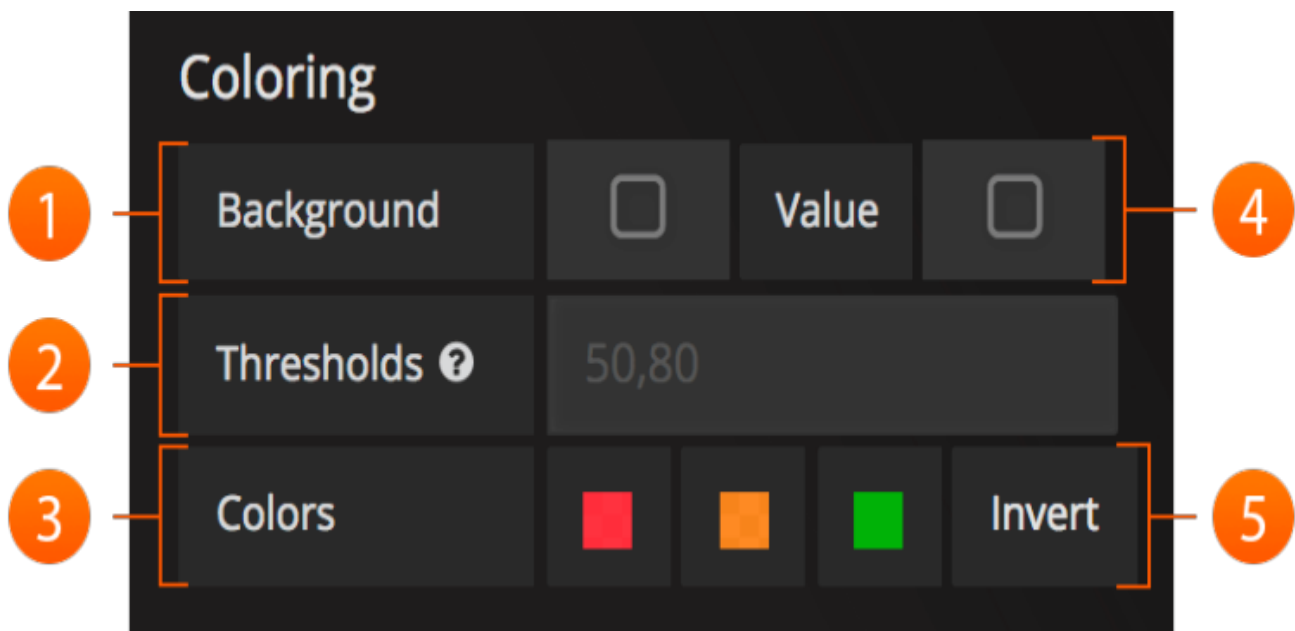 Coloring
1 Background Value 4
2 Thresholds ? 50,80
3 Colors Invert 5